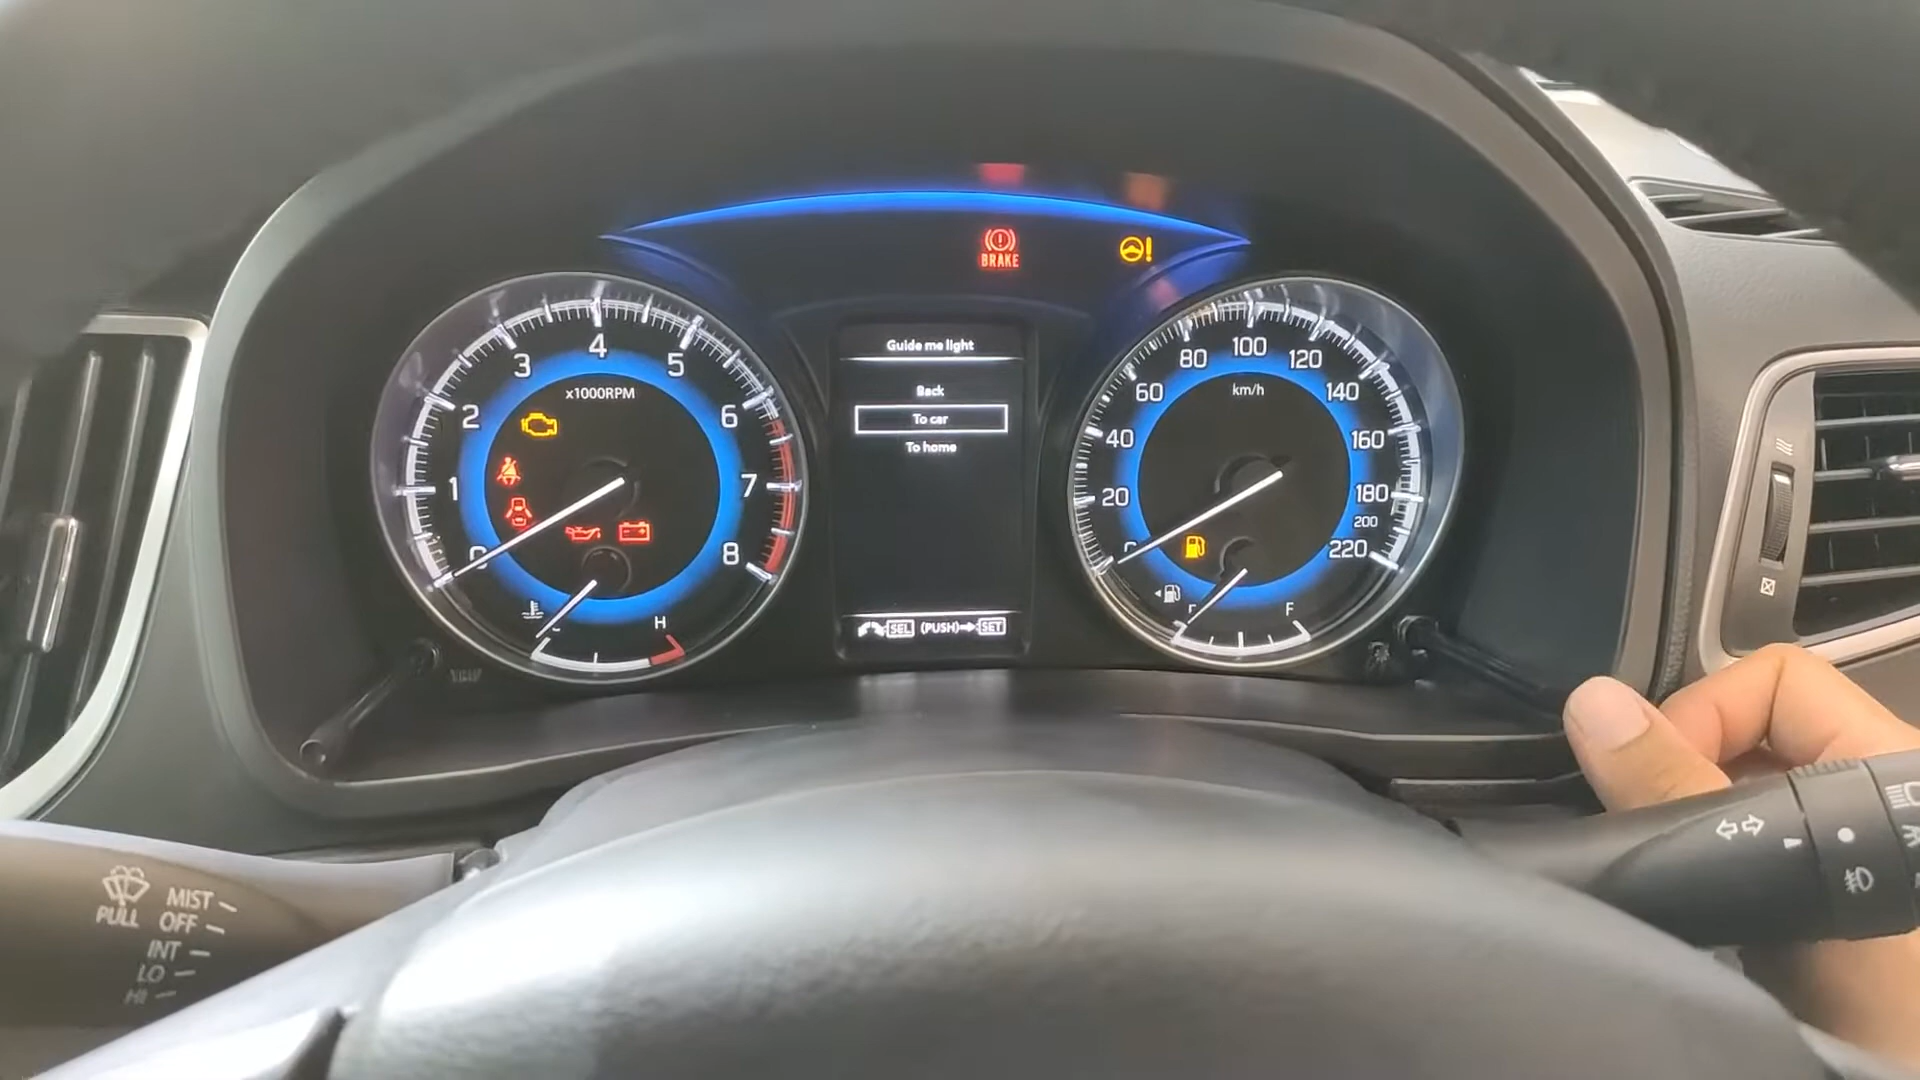 BRAKE
Guide me light
Back
To car
To home
SEL (PUSH) SET
1
2
3
4
5
6
7
8
x1000RPM
H
20
40
60
80
100
120
140
160
180
200
220
km/h
F
PULL
MIST
OFF
INT
LO
HI